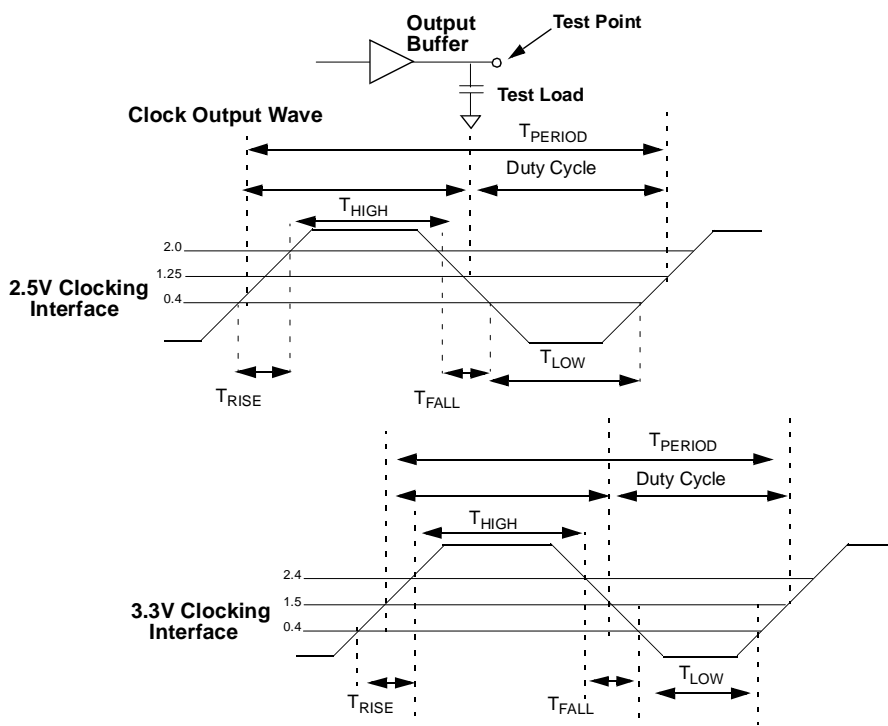 Output
Buffer
Test Point
Test Load
Clock Output Wave
TPERIOD
Duty Cycle
THIGH
2.0
1.25
0.4
2.5V Clocking
Interface
TLOW
TRISE
TFALL
TPERIOD
Duty Cycle
THIGH
2.4
1.5
0.4
3.3V Clocking
Interface
TLOW
TRISE
TFALL